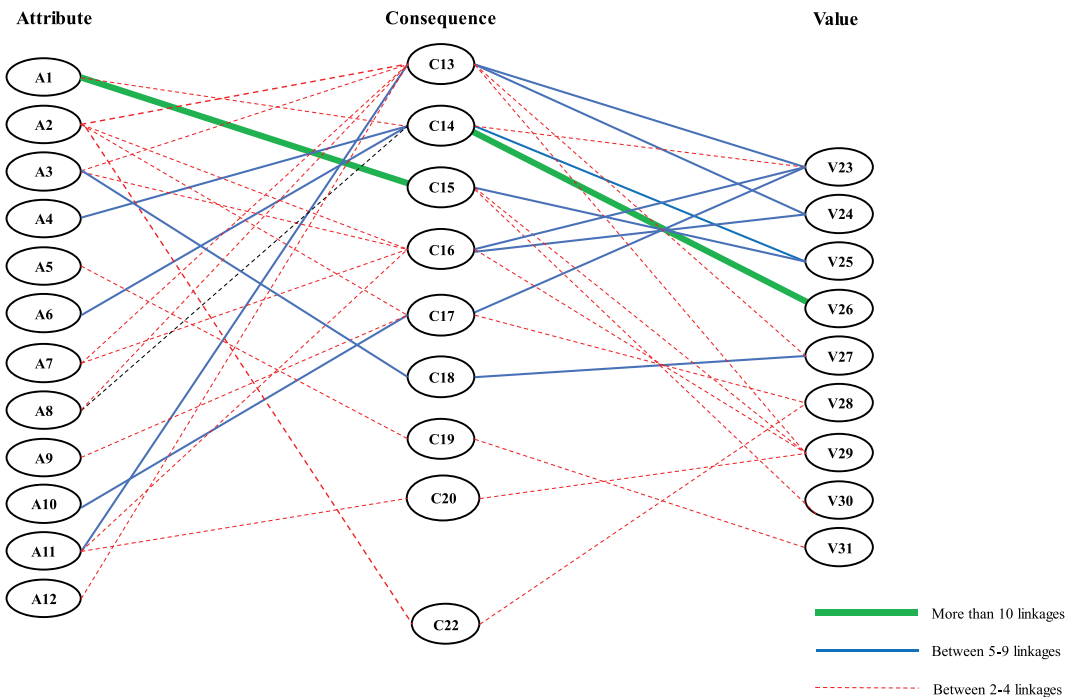 Attribute
Consequence
Value
A1
A2
A3
A4
A5
A6
A7
A8
A9
A10
A11
A12
C13
C14
C15
C16
C17
C18
C19
C20
C22
V23
V24
V25
V26
V27
V28
V29
V30
V31
More than 10 linkages
Between 5-9 linkages
Between 2-4 linkages